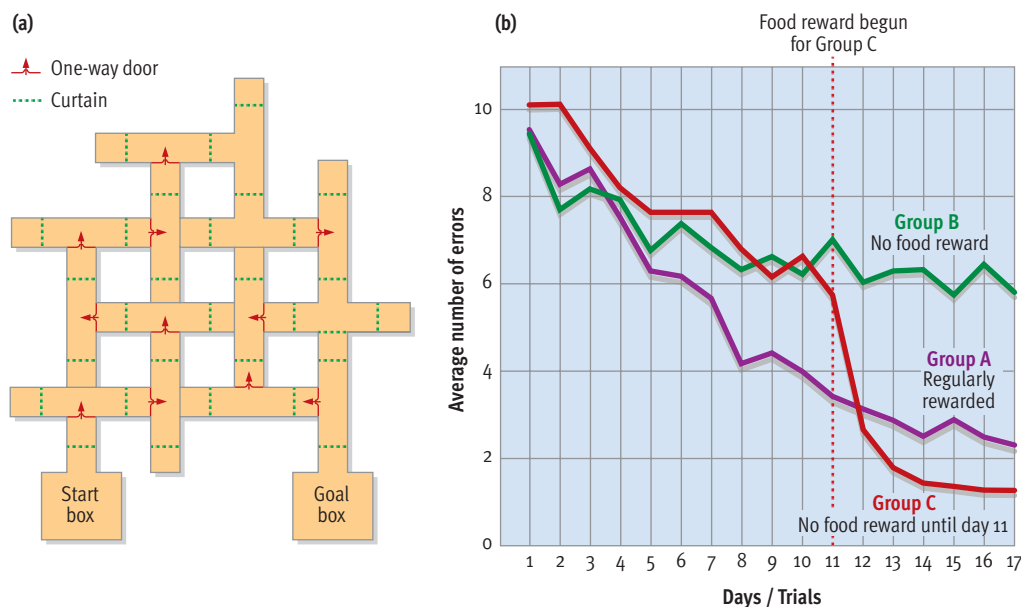 (a)
One-way door
Curtain
Start
box
Goal
box
(b)
Food reward begun
for Group C
Average number of errors
10
8
6
4
2
0
Group B
No food reward
Group A
Regularly
rewarded
Group C
No food reward until day 11
1 2 3 4 5 6 7 8 9 10 11 12 13 14 15 16 17
Days / Trials